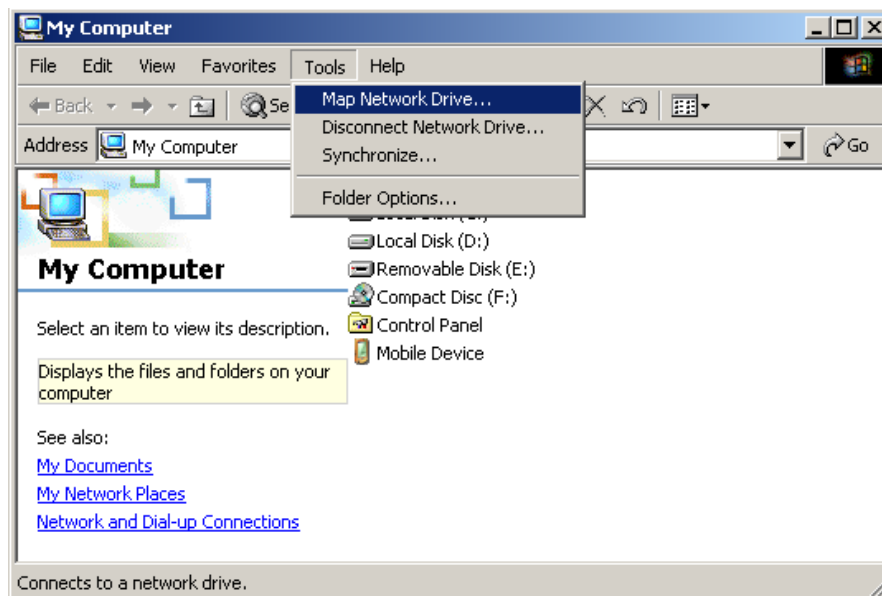 My Computer
File Edit View Favorites Tools Help
Back Se
Map Network Drive...
Disconnect Network Drive...
Synchronize...
Folder Options...
Address My Computer Go
Local Disk (D:)
Removable Disk (E:)
Compact Disc (F:)
Control Panel
Mobile Device
My Computer
Select an item to view its description.
Displays the files and folders on your
computer
See also:
My Documents
My Network Places
Network and Dial-up Connections
Connects to a network drive.